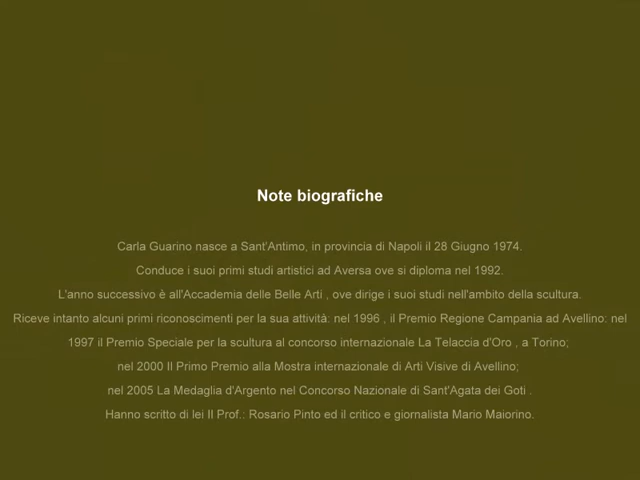 Note biografiche
Carla Guarino nasce a Sant'Antimo, in provincia di Napoli il 28 Giugno 1974.
Conduce i suoi primi studi artistici ad Aversa ove si diploma nel 1992.
L'anno successivo è all'Accademia delle Belle Arti , ove dirige i suoi studi nell'ambito della scultura.
Riceve intanto alcuni primi riconoscimenti per la sua attività: nel 1996 , il Premio Regione Campania ad Avellino: nel
1997 il Premio Speciale per la scultura al concorso internazionale La Telaccia d'Oro , a Torino;
nel 2000 Il Primo Premio alla Mostra internazionale di Arti Visive di Avellino;
nel 2005 La Medaglia d'Argento nel Concorso Nazionale di Sant'Agata dei Goti .
Hanno scritto di lei Il Prof.: Rosario Pinto ed il critico e giornalista Mario Maiorino.